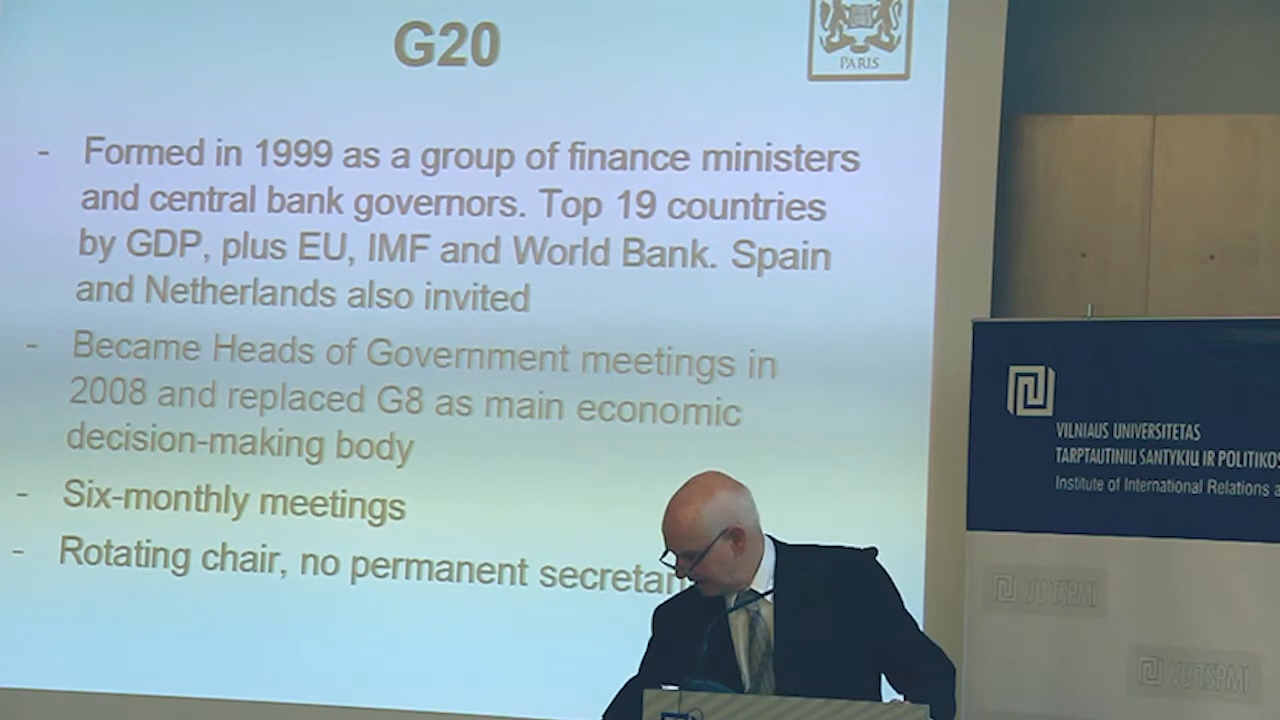 G20
PARIS
- Formed in 1999 as a group of finance ministers
and central bank governors. Top 19 countries
by GDP, plus EU, IMF and World Bank. Spain
and Netherlands also invited
- Became Heads of Government meetings in
2008 and replaced G8 as main economic
decision-making body
- Six-monthly meetings
- Rotating chair, no permanent secretar
VILNIAUS UNIVERSITETAS
TARPTAUTINIŲ SANTYKIŲ IR POLITIKOS
Institute of International Relations a
VU TSPMI
VU TSPMI